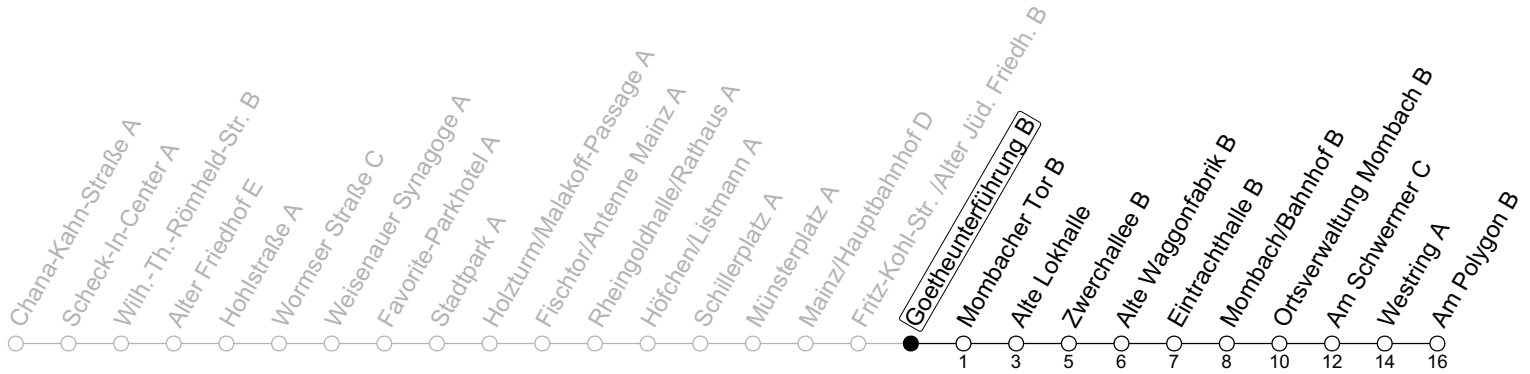 Chana-Kahn-Straße A
Scheck-In-Center A
Wilh.-Th.-Römheld-Str. B
Alter Friedhof E
Hohlstraße A
Wormser Straße C
Weisenauer Synagoge A
Favorite-Parkhotel A
Stadtpark A
Holzturm/Malakoff-Passage A
Fischtor/Antenne Mainz A
Rheingoldhalle/Rathaus A
Höfchen/Listmann A
Schillerplatz A
Münsterplatz A
Mainz/Hauptbahnhof D
Fritz-Kohl-Str. /Alter Jüd. Friedh. B
Goetheunterführung B
Mombacher Tor B
Alte Lokhalle
Zwerchallee B
Alte Waggonfabrik B
Eintrachthalle B
Mombach/Bahnhof B
Ortsverwaltung Mombach B
Am Schwermer C
Westring A
Am Polygon B
1 3 5 6 7 8 10 12 14 16